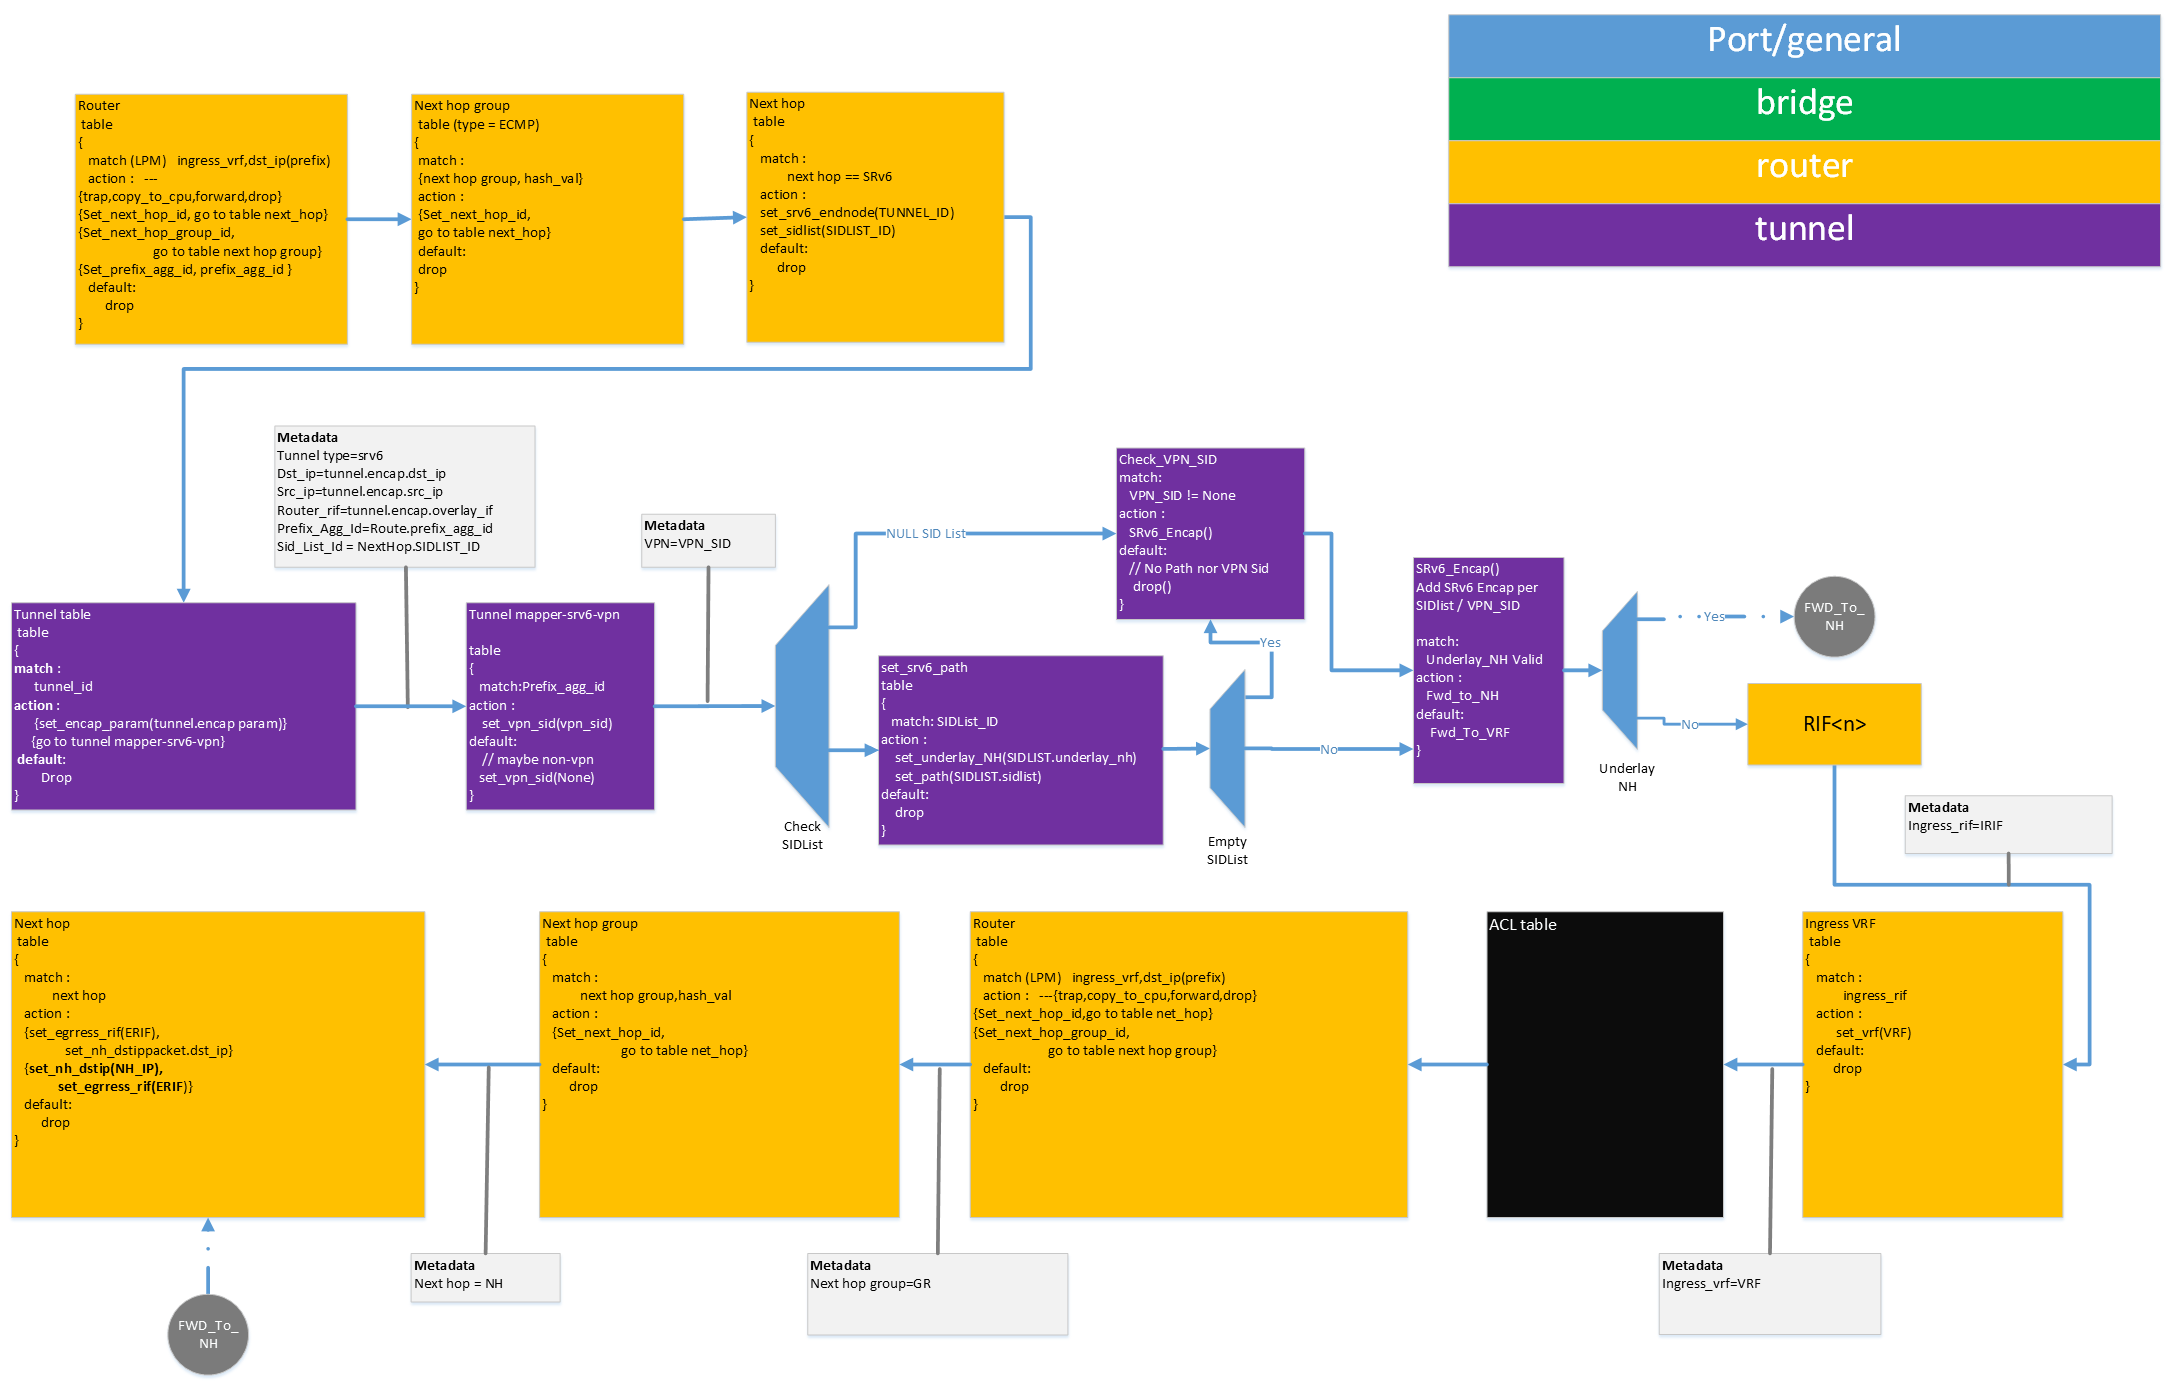 Port/general
bridge
router
tunnel
Router
table
{
match (LPM)   ingress_vrf,dst_ip(prefix)
action :   ---
{trap,copy_to_cpu,forward,drop}
{Set_next_hop_id, go to table next_hop}
{Set_next_hop_group_id,
go to table next hop group}
{Set_prefix_agg_id, prefix_agg_id }
default:
drop
}
Next hop group
table (type = ECMP)
{
match :
{next hop group, hash_val}
action :
{Set_next_hop_id,
go to table next_hop}
default:
drop
}
Next hop
table
{
match :
next hop == SRv6
action :
set_srv6_endnode(TUNNEL_ID)
set_sidlist(SIDLIST_ID)
default:
drop
}
Metadata
Tunnel type=srv6
Dst_ip=tunnel.encap.dst_ip
Src_ip=tunnel.encap.src_ip
Router_rif=tunnel.encap.overlay_if
Prefix_Agg_Id=Route.prefix_agg_id
Sid_List_Id = NextHop.SIDLIST_ID
Metadata
VPN=VPN_SID
Tunnel table
table
{
match :
tunnel_id
action :
{set_encap_param(tunnel.encap param)}
{go to tunnel mapper-srv6-vpn}
default:
Drop
}
Tunnel mapper-srv6-vpn
table
{
match:Prefix_agg_id
action :
set_vpn_sid(vpn_sid)
default:
// maybe non-vpn
set_vpn_sid(None)
}
Check
SIDList
NULL SID List
Check_VPN_SID
match:
VPN_SID != None
action :
SRv6_Encap()
default:
// No Path nor VPN Sid
drop()
}
set_srv6_path
table
{
match: SIDList_ID
action :
set_underlay_NH(SIDLIST.underlay_nh)
set_path(SIDLIST.sidlist)
default:
drop
}
Yes
Empty
SIDList
No
SRv6_Encap()
Add SRv6 Encap per
SIDlist / VPN_SID
match:
Underlay_NH Valid
action :
Fwd_to_NH
default:
Fwd_To_VRF
}
Underlay
NH
Yes
FWD_To_
NH
No
RIF<n>
Metadata
Ingress_rif=IRIF
Next hop
table
{
match :
next hop
action :
{set_egrress_rif(ERIF),
set_nh_dstippacket.dst_ip}
{set_nh_dstip(NH_IP),
set_egrress_rif(ERIF)}
default:
drop
}
Next hop group
table
{
match :
next hop group,hash_val
action :
{Set_next_hop_id,
go to table net_hop}
default:
drop
}
Router
table
{
match (LPM)   ingress_vrf,dst_ip(prefix)
action :   ---{trap,copy_to_cpu,forward,drop}
{Set_next_hop_id,go to table net_hop}
{Set_next_hop_group_id,
go to table next hop group}
default:
drop
}
ACL table
Ingress VRF
table
{
match :
ingress_rif
action :
set_vrf(VRF)
default:
drop
}
Metadata
Next hop = NH
Metadata
Next hop group=GR
Metadata
Ingress_vrf=VRF
FWD_To_
NH